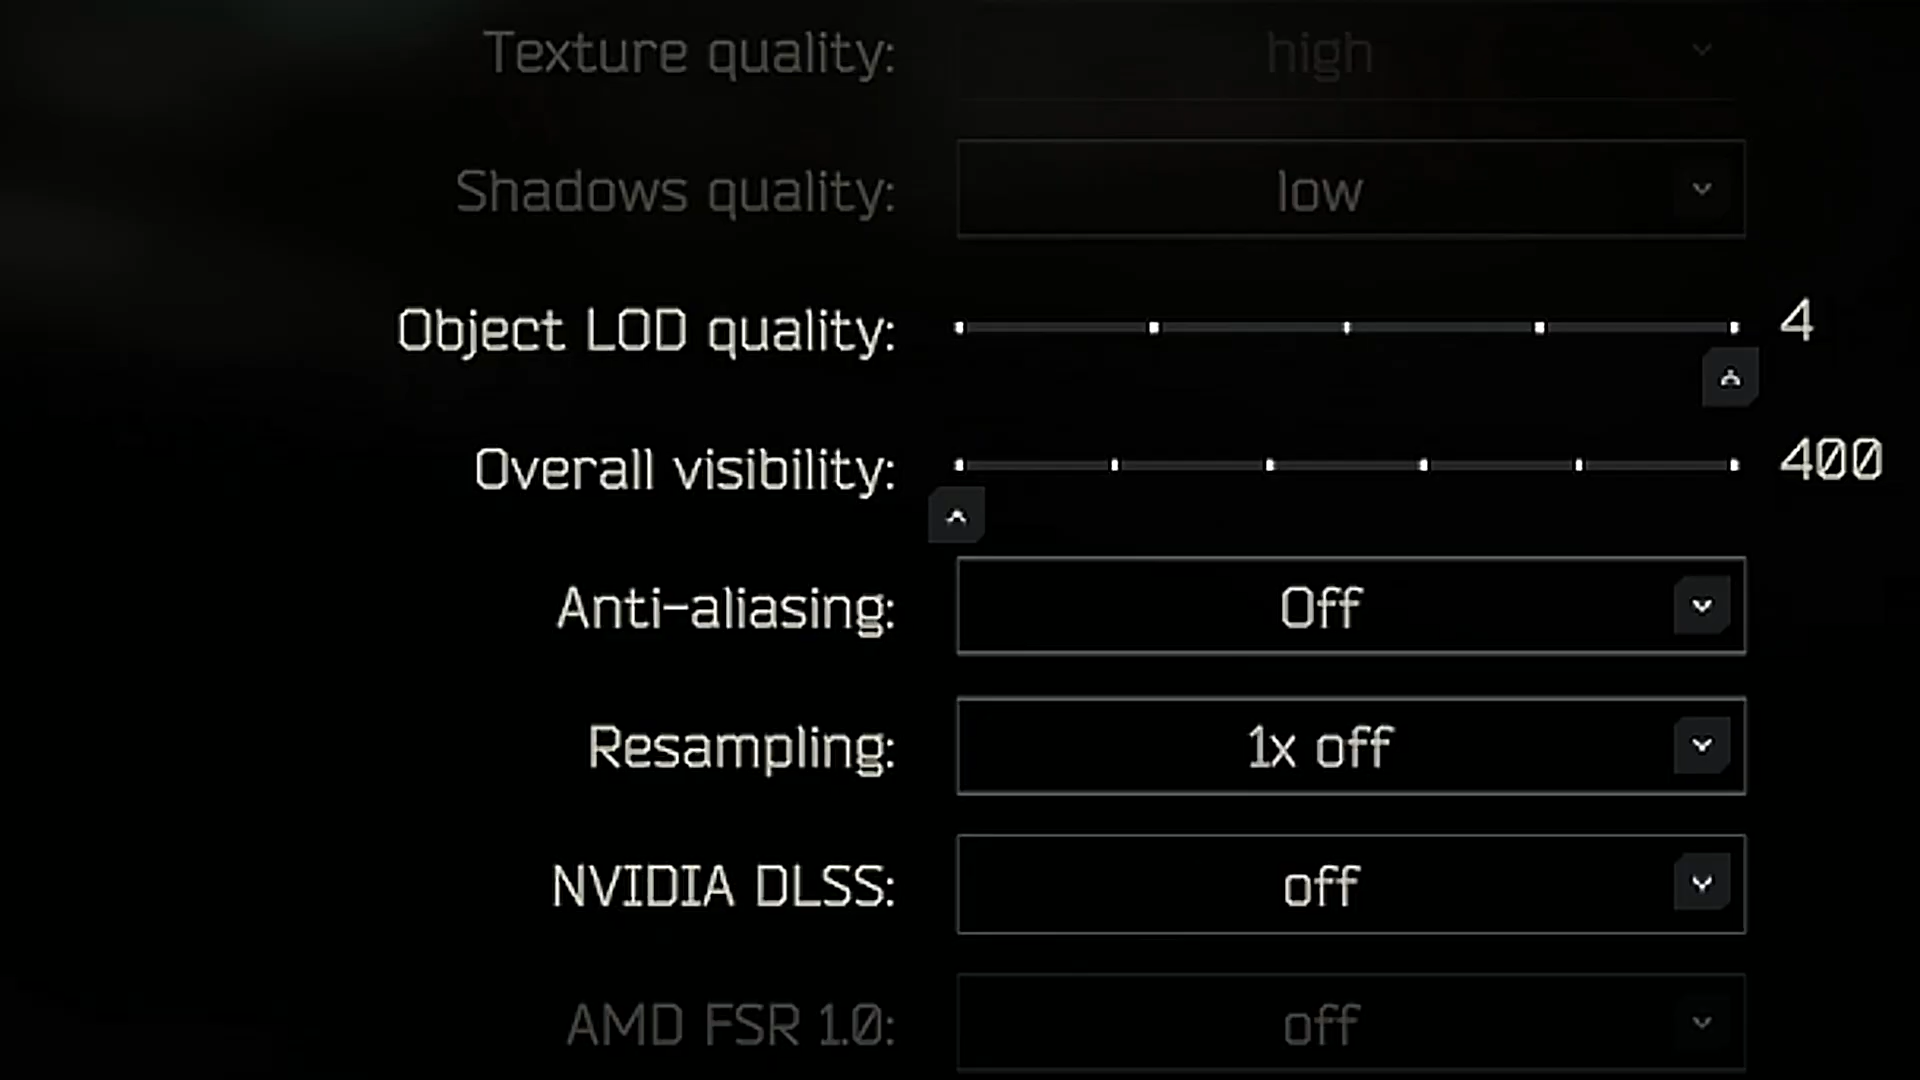 Texture quality: high
Shadows quality: low
Object LOD quality: 4
Overall visibility: 400
Anti-aliasing: Off
Resampling: 1x off
NVIDIA DLSS: off
AMD FSR 1.0: off